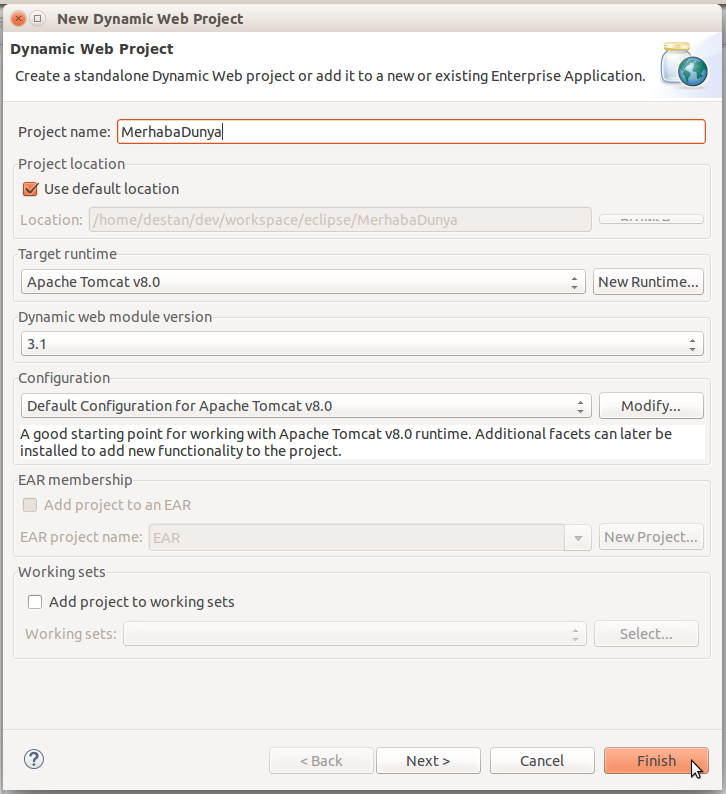 New Dynamic Web Project
Dynamic Web Project
Create a standalone Dynamic Web project or add it to a new or existing Enterprise Application.
Project name: MerhabaDunya
Project location
Use default location
Location: /home/destan/dev/workspace/eclipse/MerhabaDunya
Target runtime
Apache Tomcat v8.0 New Runtime...
Dynamic web module version
3.1
Configuration
Default Configuration for Apache Tomcat v8.0 Modify...
A good starting point for working with Apache Tomcat v8.0 runtime. Additional facets can later be
installed to add new functionality to the project.
EAR membership
Add project to an EAR
EAR project name: EAR New Project...
Working sets
Add project to working sets
Working sets: Select...
? < Back Next > Cancel Finish